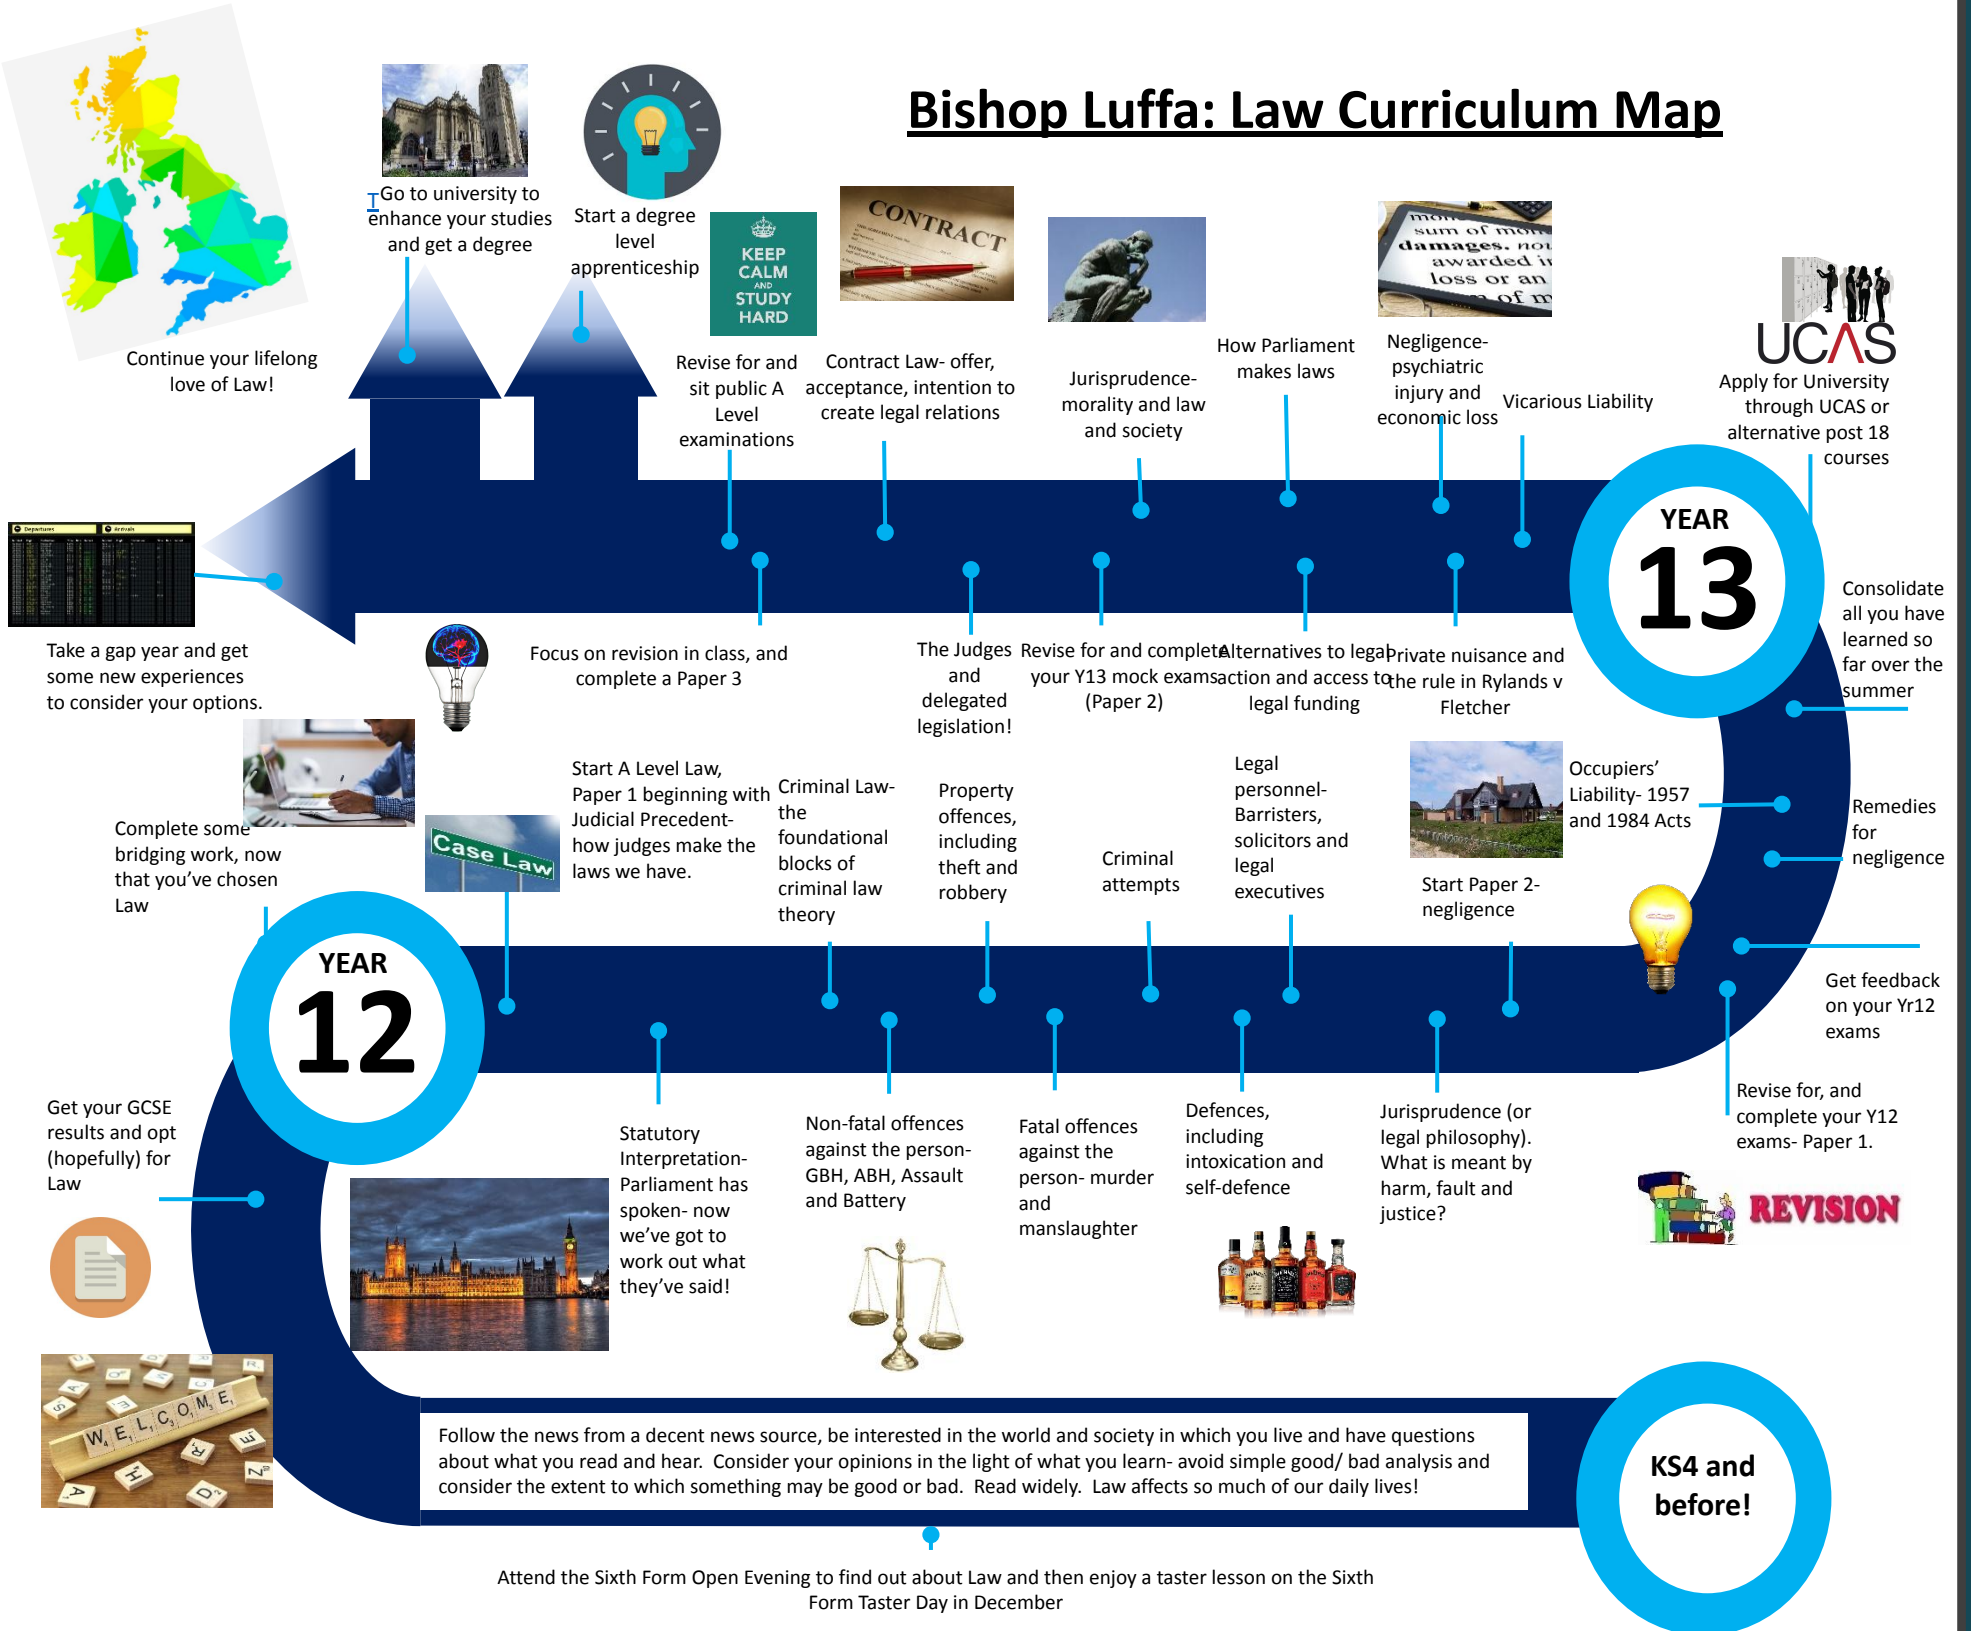 Bishop Luffa: Law Curriculum Map
T
Go to university to
enhance your studies
and get a degree
Start a degree
level
apprenticeship
KEEP
CALM
AND
STUDY
HARD
Revise for and
sit public A
Level
examinations
CONTRACT
Contract Law- offer,
acceptance, intention to
create legal relations
Jurisprudence-
morality and law
and society
How Parliament
makes laws
sum of
damages.
awarded
loss or an
of
Negligence-
psychiatric
injury and
economic loss
Vicarious Liability
UCAS
Apply for University
through UCAS or
alternative post 18
courses
Continue your lifelong
love of Law!
YEAR
13
Departures
Arrivals
Take a gap year and get
some new experiences
to consider your options.
Focus on revision in class, and
complete a Paper 3
The Judges
and
delegated
legislation!
Revise for and complete
your Y13 mock exams
(Paper 2)
Alternatives to legal
action and access to
legal funding
Private nuisance and
the rule in Rylands v
Fletcher
Consolidate
all you have
learned so
far over the
summer
Complete some
bridging work, now
that you've chosen
Law
Case Law
Start A Level Law,
Paper 1 beginning with
Judicial Precedent-
how judges make the
laws we have.
Criminal Law-
the
foundational
blocks of
criminal law
theory
Property
offences,
including
theft and
robbery
Criminal
attempts
Legal
personnel-
Barristers,
solicitors and
legal
executives
Start Paper 2-
negligence
Occupiers'
Liability- 1957
and 1984 Acts
Remedies
for
negligence
Get feedback
on your Yr12
exams
YEAR
12
Get your GCSE
results and opt
(hopefully) for
Law
Statutory
Interpretation-
Parliament has
spoken- now
we've got to
work out what
they've said!
Non-fatal offences
against the person-
GBH, ABH, Assault
and Battery
Fatal offences
against the
person- murder
and
manslaughter
Defences,
including
intoxication and
self-defence
Jurisprudence (or
legal philosophy).
What is meant by
harm, fault and
justice?
Revise for, and
complete your Y12
exams- Paper 1.
REVISION
WELCOME
Follow the news from a decent news source, be interested in the world and society in which you live and have questions
about what you read and hear.  Consider your opinions in the light of what you learn- avoid simple good/ bad analysis and
consider the extent to which something may be good or bad.  Read widely.  Law affects so much of our daily lives!
KS4 and
before!
Attend the Sixth Form Open Evening to find out about Law and then enjoy a taster lesson on the Sixth
Form Taster Day in December